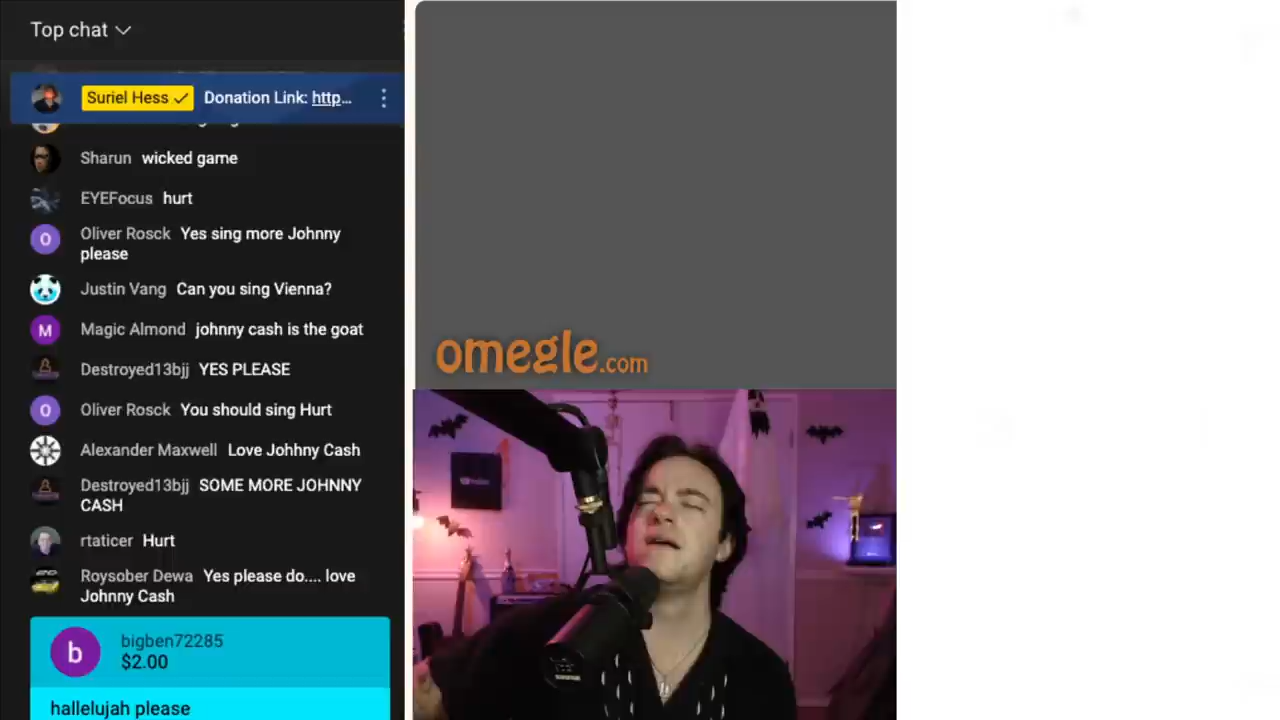 Top chat
Suriel Hess Donation Link: http...
Sharun wicked game
EYEFocus hurt
Oliver Rosck Yes sing more Johnny
please
Justin Vang Can you sing Vienna?
M Magic Almond johnny cash is the goat
Destroyed13bjj YES PLEASE
O Oliver Rosck You should sing Hurt
Alexander Maxwell Love Johhny Cash
Destroyed13bjj SOME MORE JOHNNY
CASH
rtaticer Hurt
Roysober Dewa Yes please do.... love
Johnny Cash
b bigben72285
$2.00
hallelujah please
omegle.com